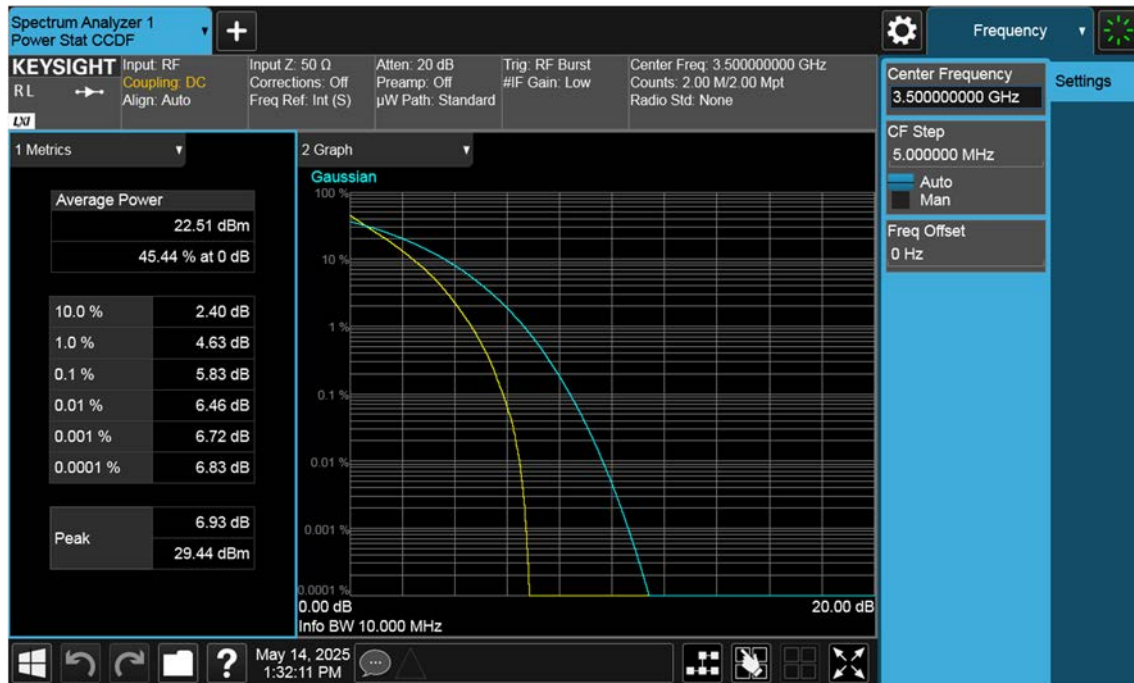 Spectrum Analyzer 1
Power Stat CCDF
Frequency
KEYSIGHT
RL
LXI
Input: RF
Coupling: DC
Align: Auto
Input Z: 50 Ω
Corrections: Off
Freq Ref: Int (S)
Atten: 20 dB
Preamp: Off
µW Path: Standard
Trig: RF Burst
#IF Gain: Low
Center Freq: 3.500000000 GHz
Counts: 2.00 M/2.00 Mpt
Radio Std: None
Center Frequency
3.500000000 GHz
Settings
CF Step
5.000000 MHz
Auto
Man
Freq Offset
0 Hz
1 Metrics
Average Power
22.51 dBm
45.44 % at 0 dB
10.0 % 2.40 dB
1.0 % 4.63 dB
0.1 % 5.83 dB
0.01 % 6.46 dB
0.001 % 6.72 dB
0.0001 % 6.83 dB
Peak
6.93 dB
29.44 dBm
2 Graph
Gaussian
100 %
10 %
1 %
0.1 %
0.01 %
0.001 %
0.0001 %
0.00 dB 20.00 dB
Info BW 10.000 MHz
?
May 14, 2025
1:32:11 PM